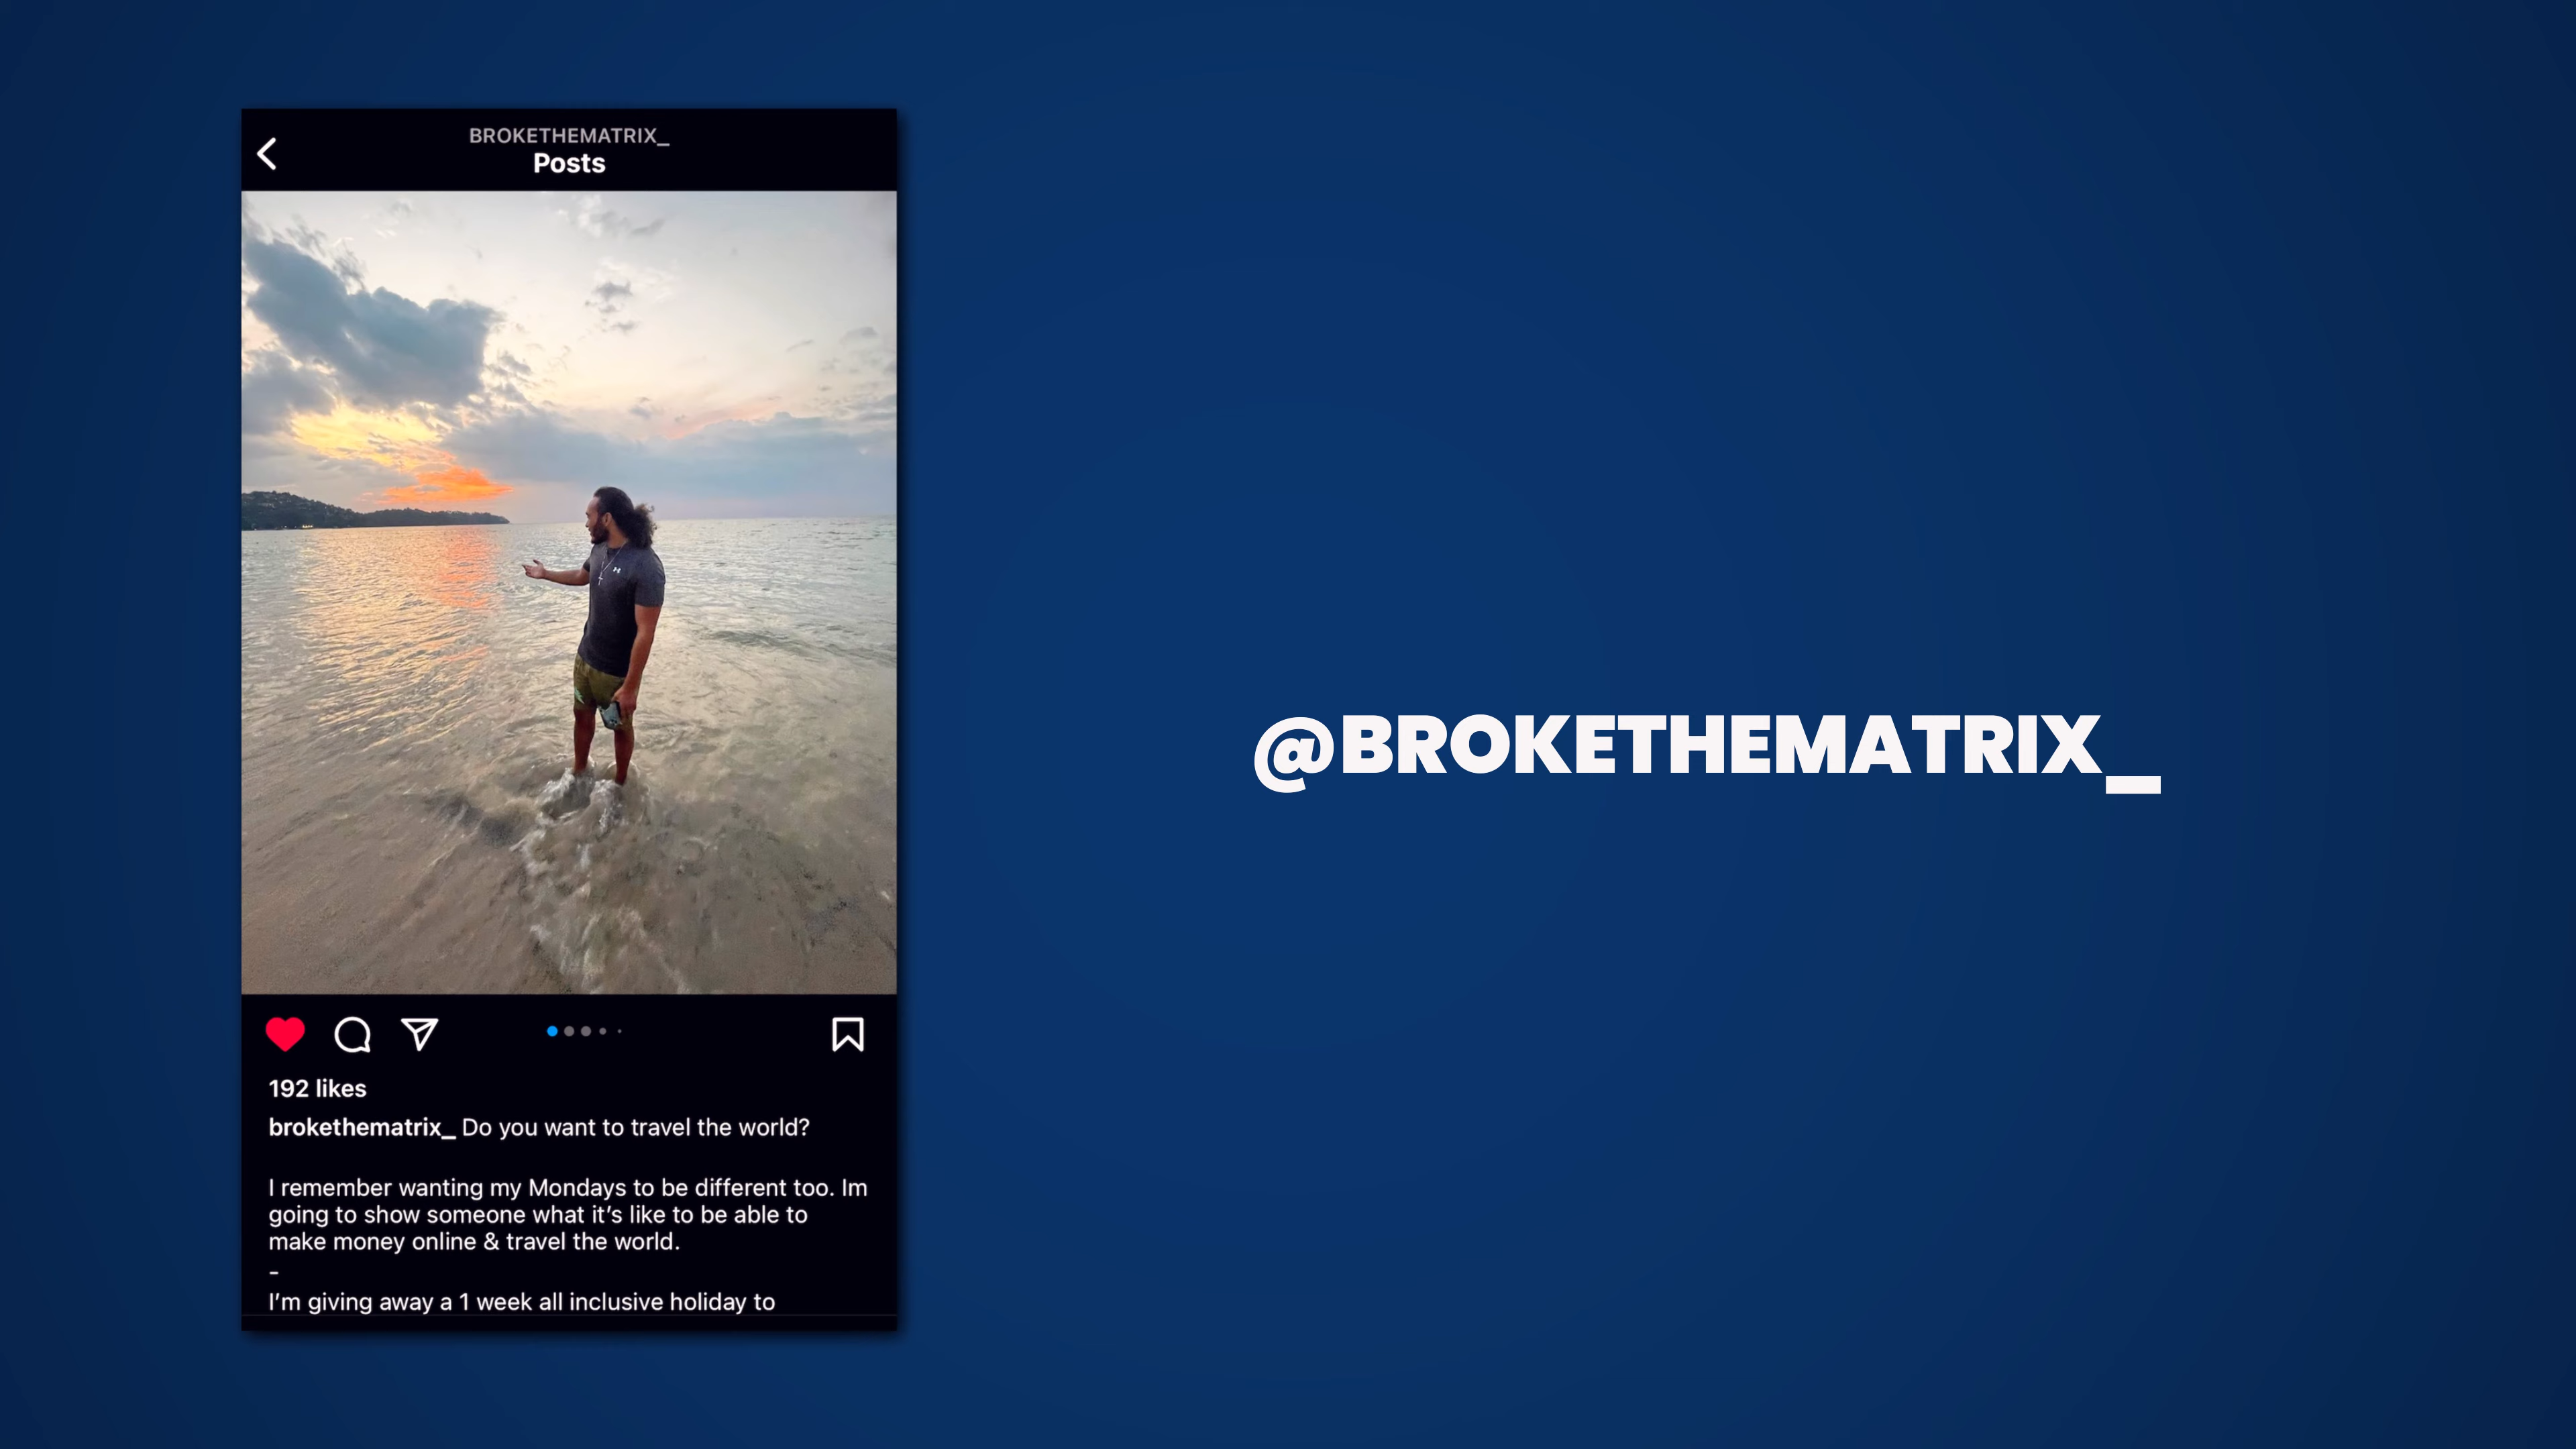 BROKETHEMATRIX_
Posts
192 likes
brokethematrix_ Do you want to travel the world?
I remember wanting my Mondays to be different too. Im
going to show someone what it’s like to be able to
make money online & travel the world.
-
I’m giving away a 1 week all inclusive holiday to
@BROKETHEMATRIX_